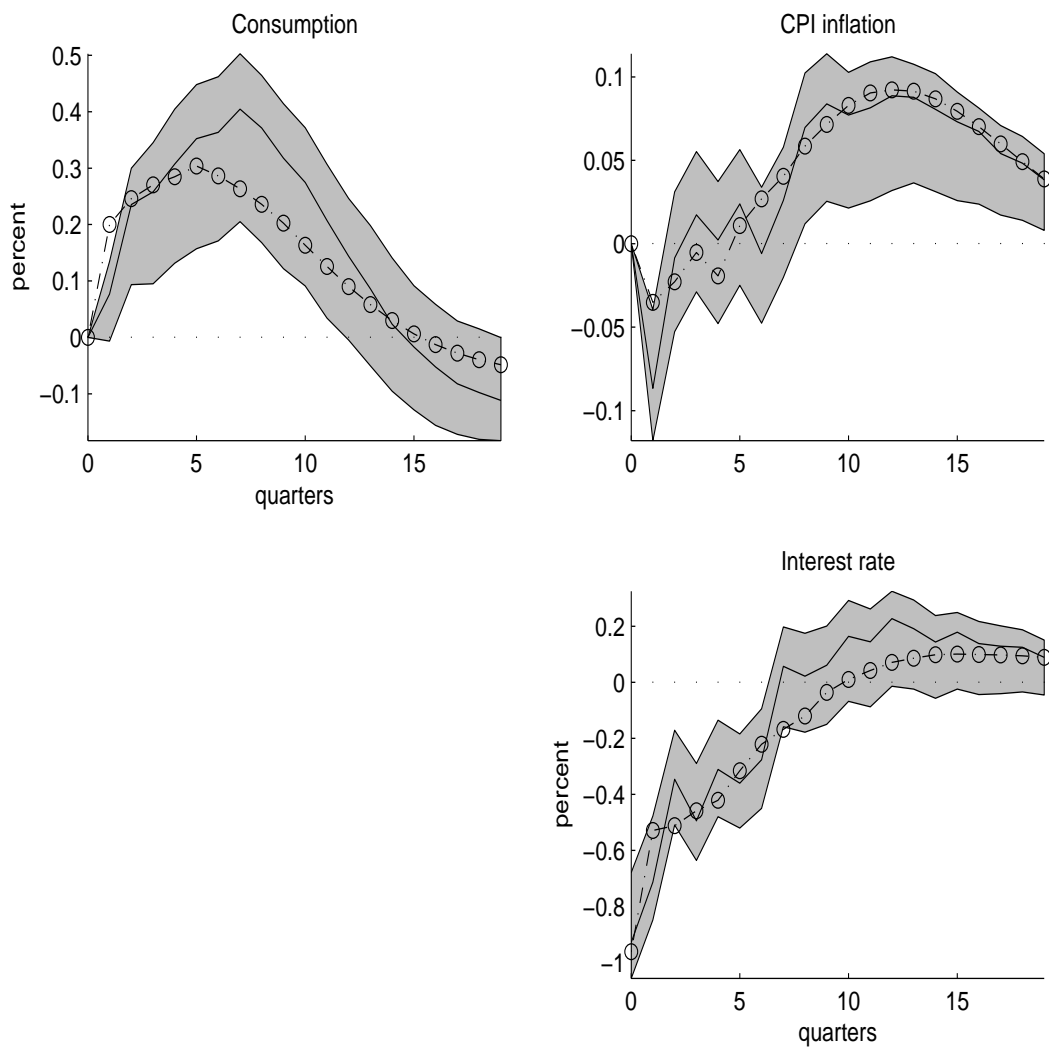 Consumption
0.5
0.4
0.3
0.2
0.1
0
−0.1
percent
0 5 10 15
quarters
CPI inflation
0.1
0.05
0
−0.05
−0.1
0 5 10 15
Interest rate
0.2
0
−0.2
−0.4
−0.6
−0.8
−1
percent
0 5 10 15
quarters